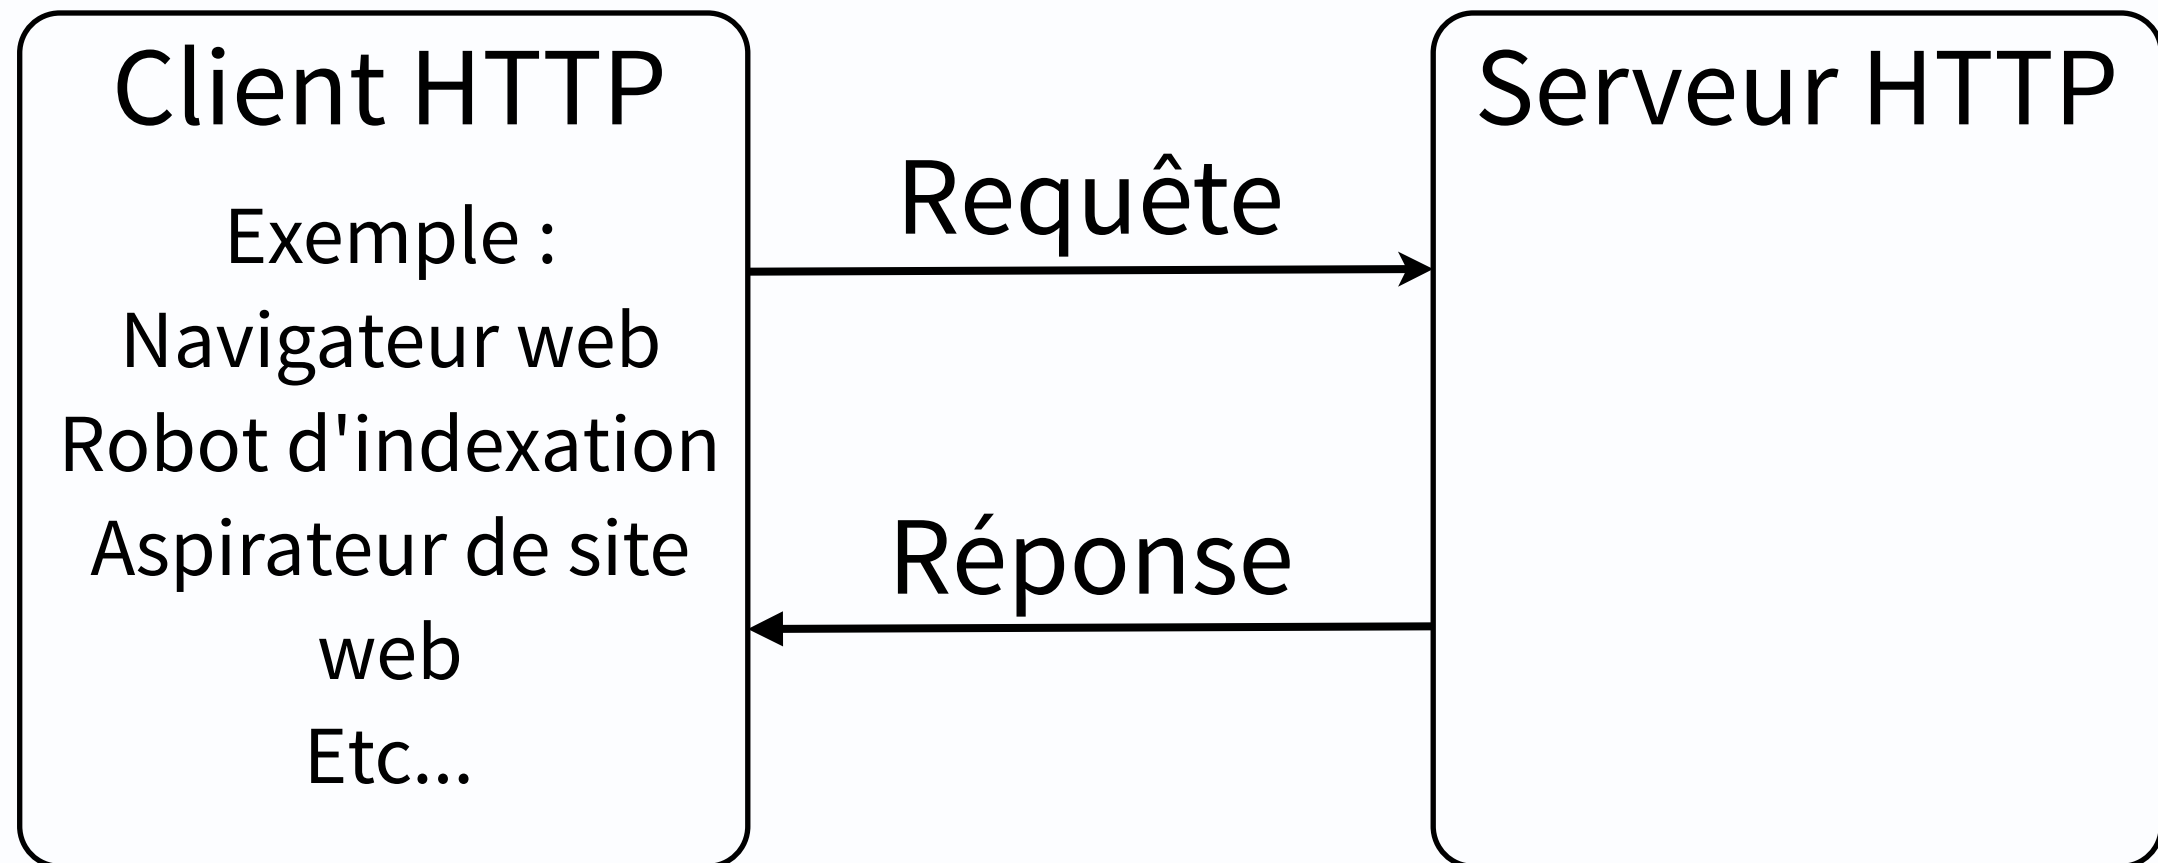 Client HTTP
Exemple :
Navigateur web
Robot d'indexation
Aspirateur de site
web
Etc...
Requête
Réponse
Serveur HTTP